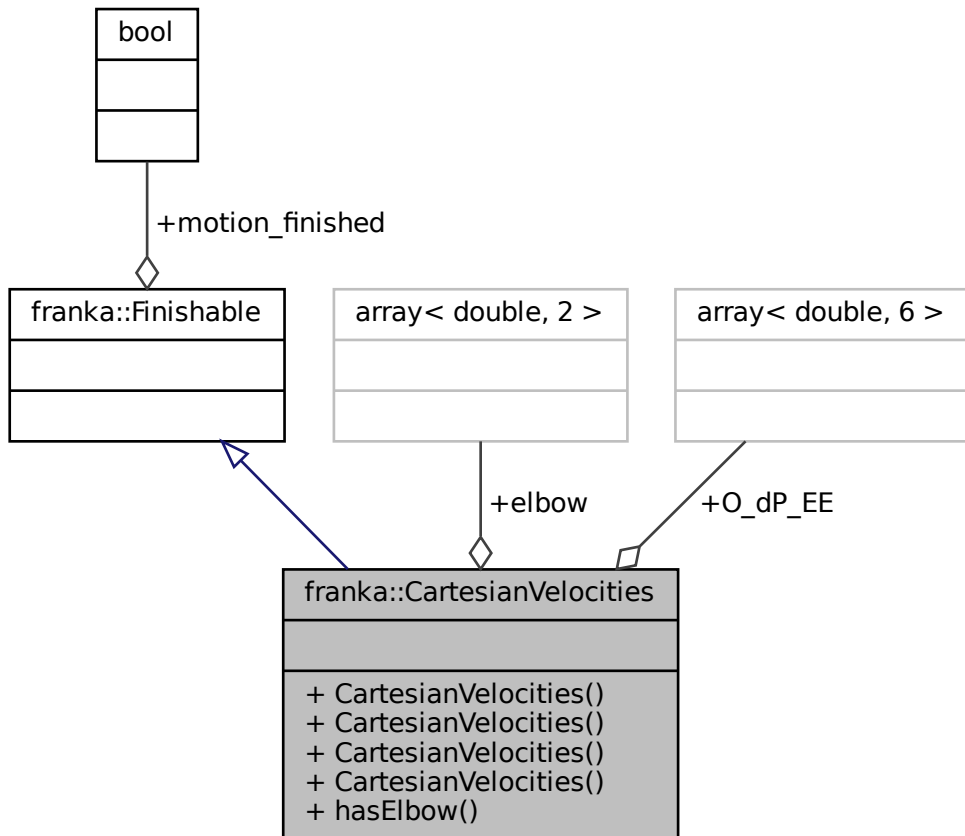 bool
+motion_finished
franka::Finishable
array< double, 2 >
array< double, 6 >
+elbow
+O_dP_EE
franka::CartesianVelocities
+ CartesianVelocities()
+ CartesianVelocities()
+ CartesianVelocities()
+ CartesianVelocities()
+ hasElbow()